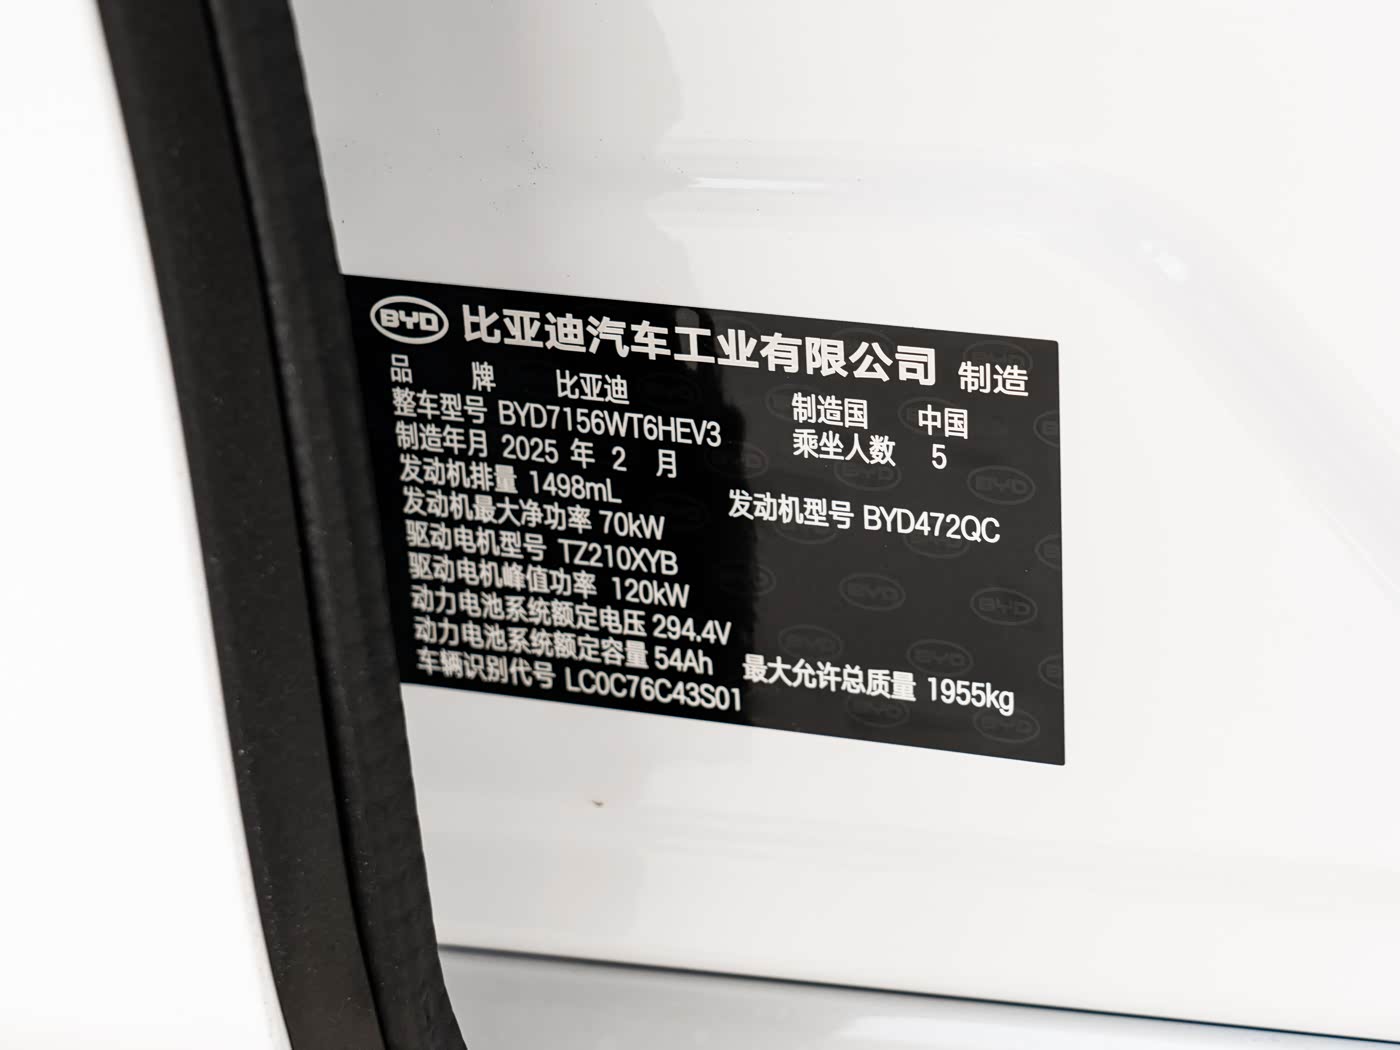 BYD 比亚迪汽车工业有限公司 制造
品 牌 比亚迪 制造国 中国
整车型号 BYD7156WT6HEV3 乘坐人数 5
制造年月 2025 年 2 月
发动机排量 1498mL 发动机型号 BYD472QC
发动机最大净功率 70kW
驱动电机型号 TZ210XYB
驱动电机峰值功率 120kW
动力电池系统额定电压 294.4V
动力电池系统额定容量 54Ah 最大允许总质量 1955kg
车辆识别代号 LC0C76C43S01